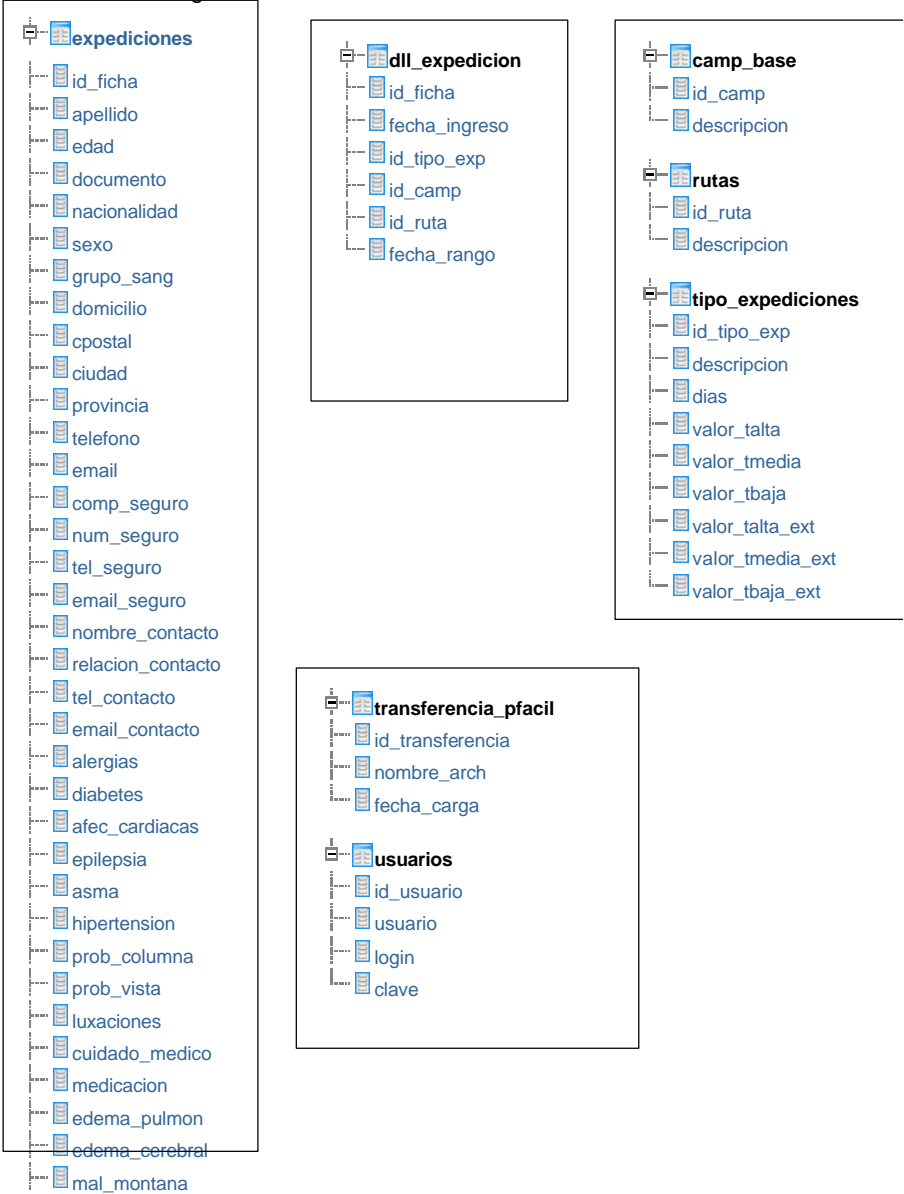 expediciones
id_ficha
apellido
edad
documento
nacionalidad
sexo
grupo_sang
domicilio
cpostal
ciudad
provincia
telefono
email
comp_seguro
num_seguro
tel_seguro
email_seguro
nombre_contacto
relacion_contacto
tel_contacto
email_contacto
alergias
diabetes
afec_cardiacas
epilepsia
asma
hipertension
prob_columna
prob_vista
luxaciones
cuidado_medico
medicacion
edema_pulmon
edema_cerebral
mal_montana
dll_expedicion
id_ficha
fecha_ingreso
id_tipo_exp
id_camp
id_ruta
fecha_rango
camp_base
id_camp
descripcion
rutas
id_ruta
descripcion
tipo_expediciones
id_tipo_exp
descripcion
dias
valor_talta
valor_tmedia
valor_tbaja
valor_talta_ext
valor_tmedia_ext
valor_tbaja_ext
transferencia_pfacil
id_transferencia
nombre_arch
fecha_carga
usuarios
id_usuario
usuario
login
clave